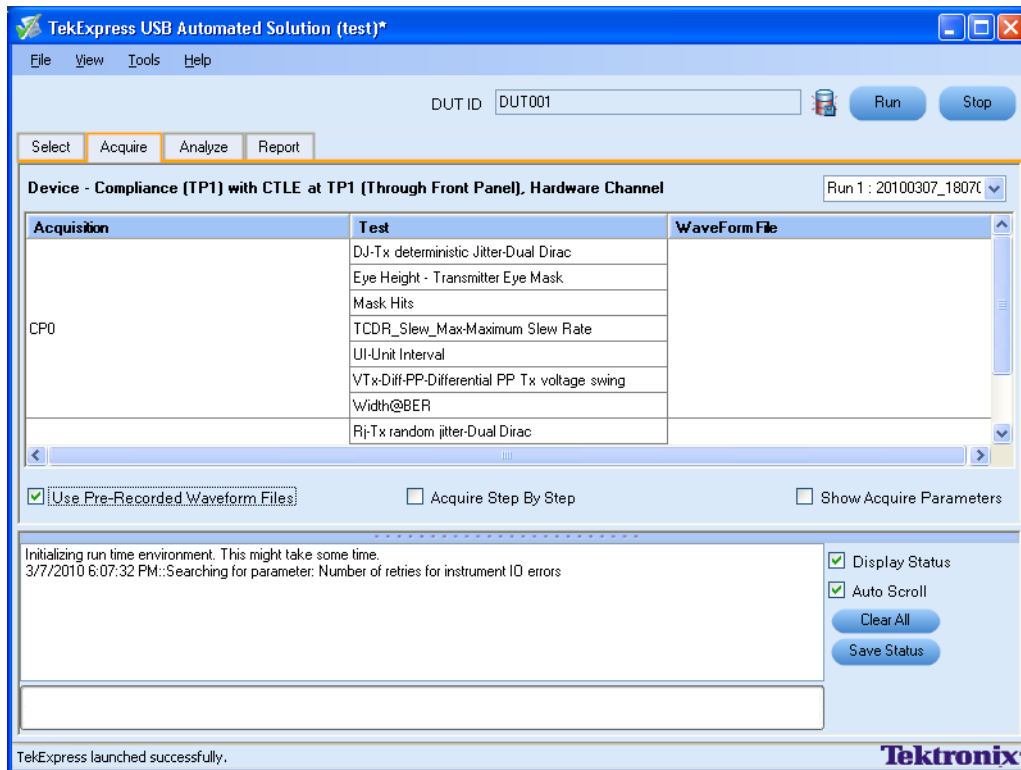 TekExpress USB Automated Solution (test)*
File View Tools Help
DUT ID DUT001 Run Stop
Select Acquire Analyze Report
Device - Compliance (TP1) with CTLE at TP1 (Through Front Panel), Hardware Channel Run 1 : 20100307_1807
Acquisition Test WaveForm File
DJ-Tx deterministic Jitter-Dual Dirac
Eye Height - Transmitter Eye Mask
Mask Hits
CP0 TCDR_Slew_Max-Maximum Slew Rate
UI-Unit Interval
VTx-Diff-PP-Differential PP Tx voltage swing
Width@BER
Rj-Tx random jitter-Dual Dirac
Use Pre-Recorded Waveform Files Acquire Step By Step Show Acquire Parameters
Initializing run time environment. This might take some time.
3/7/2010 6:07:32 PM::Searching for parameter: Number of retries for instrument IO errors
Display Status
Auto Scroll
Clear All
Save Status
TekExpress launched successfully. Tektronix